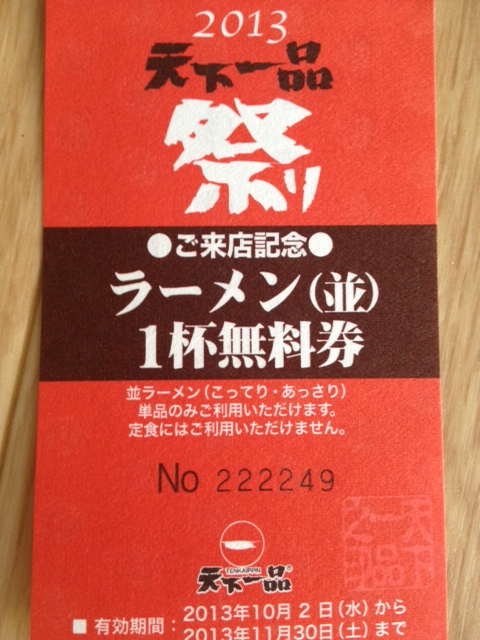 2013
天下一品
祭り
●ご来店記念●
ラーメン(並)
1杯無料券
並ラーメン(こってり・あっさり)
単品のみご利用いただけます。
定食にはご利用いただけません。
No 222249
天下一品
TENKAIPPIN
天下一品®
■ 有効期間：2013年10月 2日(水)から
2013年11月30日(土)まで